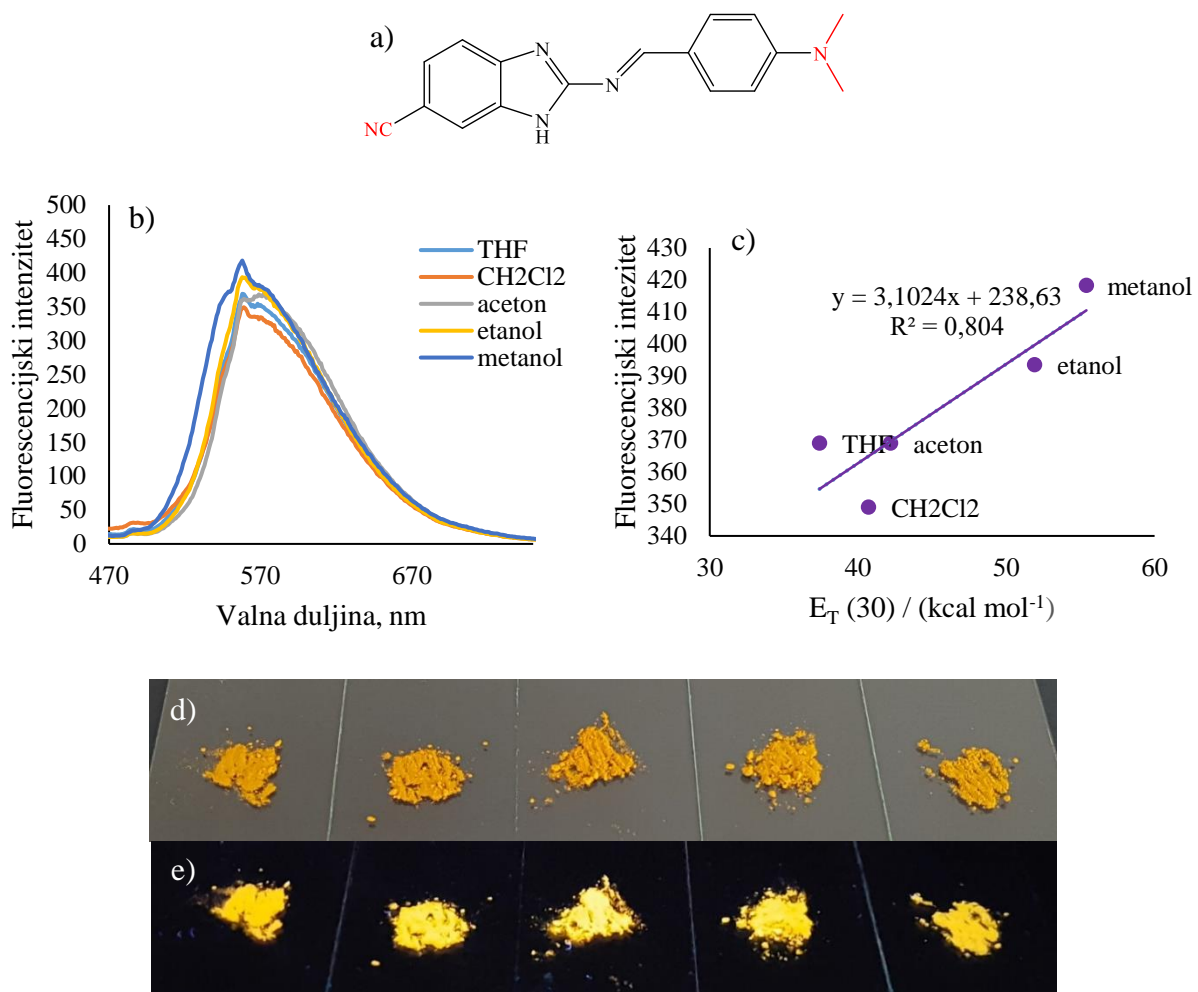 a)
N
N
N
H
N
NC
b)
Fluorescencijski intenzitet
500
450
400
350
300
250
200
150
100
50
0
470 570 670
Valna duljina, nm
THF
CH2Cl2
aceton
etanol
metanol
c)
Fluorescencijski intezitet
430
420
410
400
390
380
370
360
350
340
30 40 50 60
E_T (30) / (kcal mol⁻¹)
y = 3,1024x + 238,63
R² = 0,804
metanol
etanol
THF aceton
CH2Cl2
d)
e)